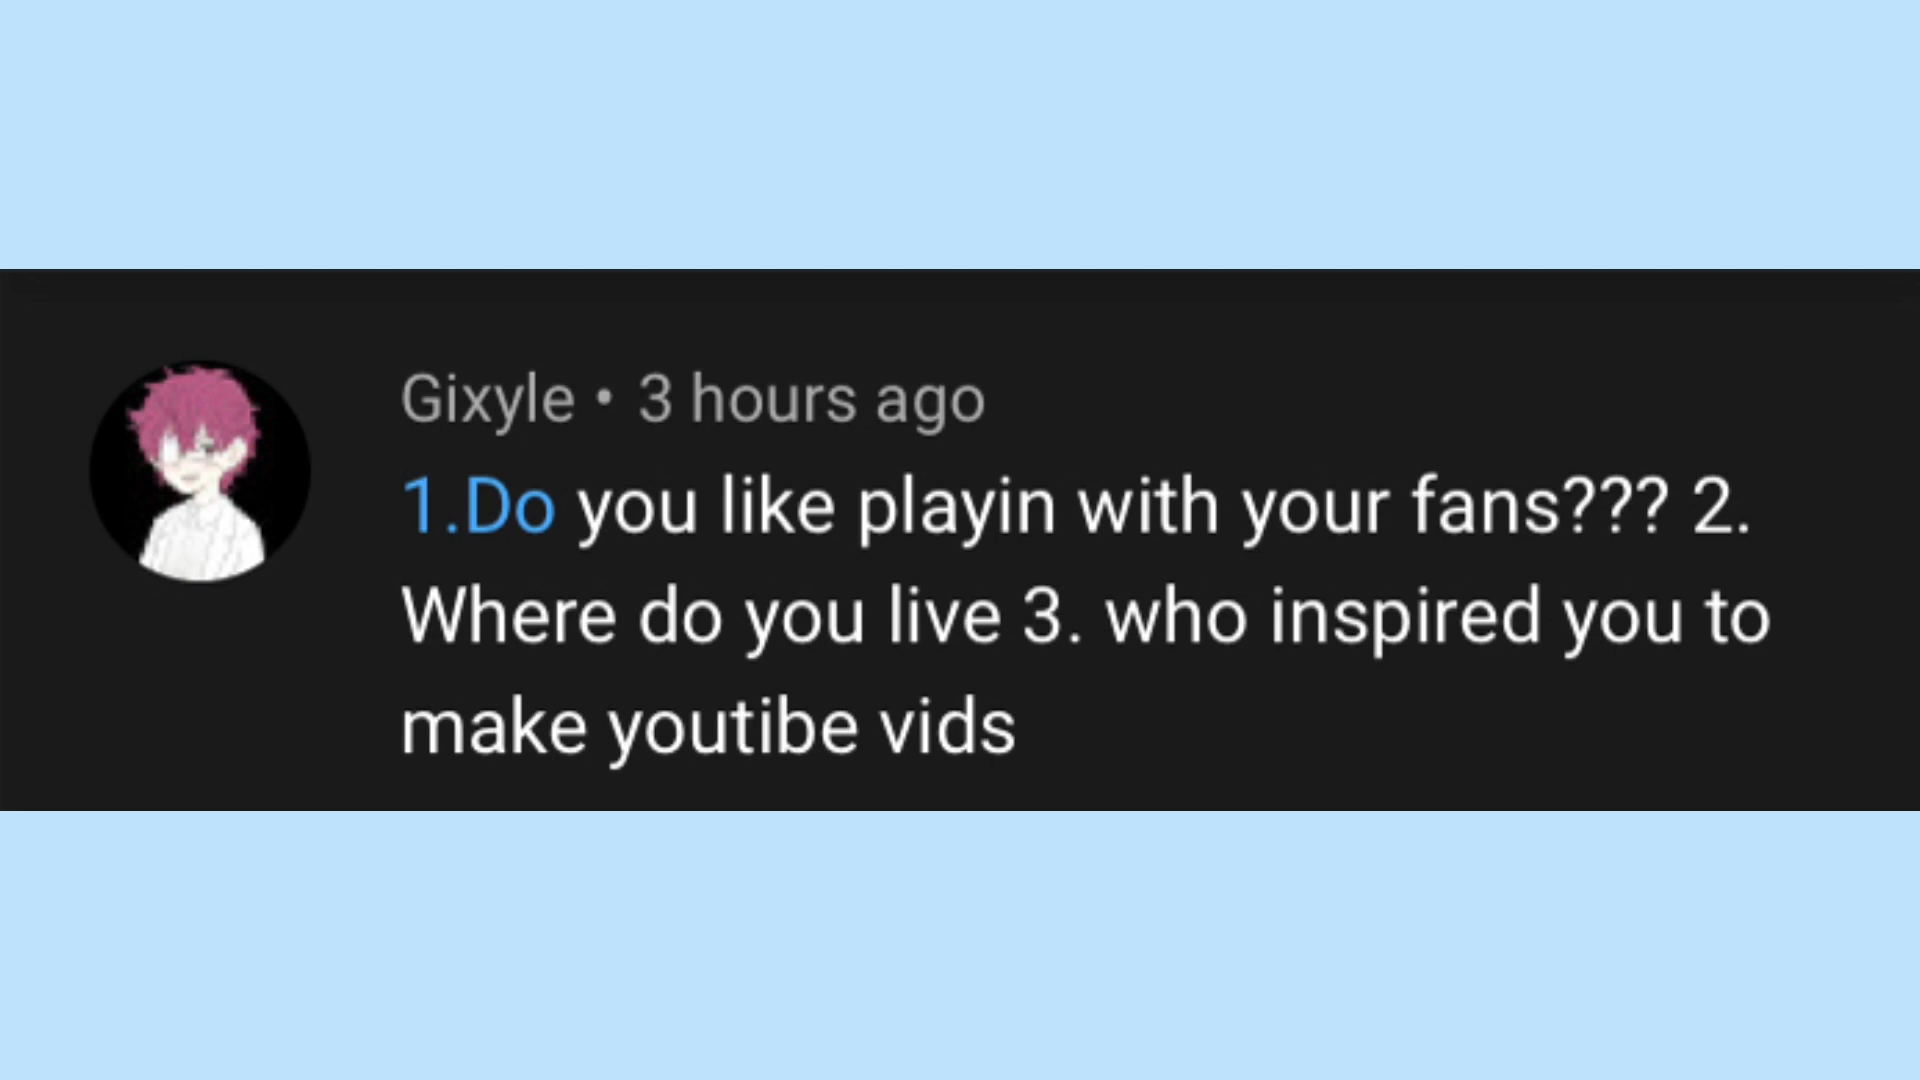 Gixyle • 3 hours ago
1.Do you like playin with your fans??? 2.
Where do you live 3. who inspired you to
make youtibe vids